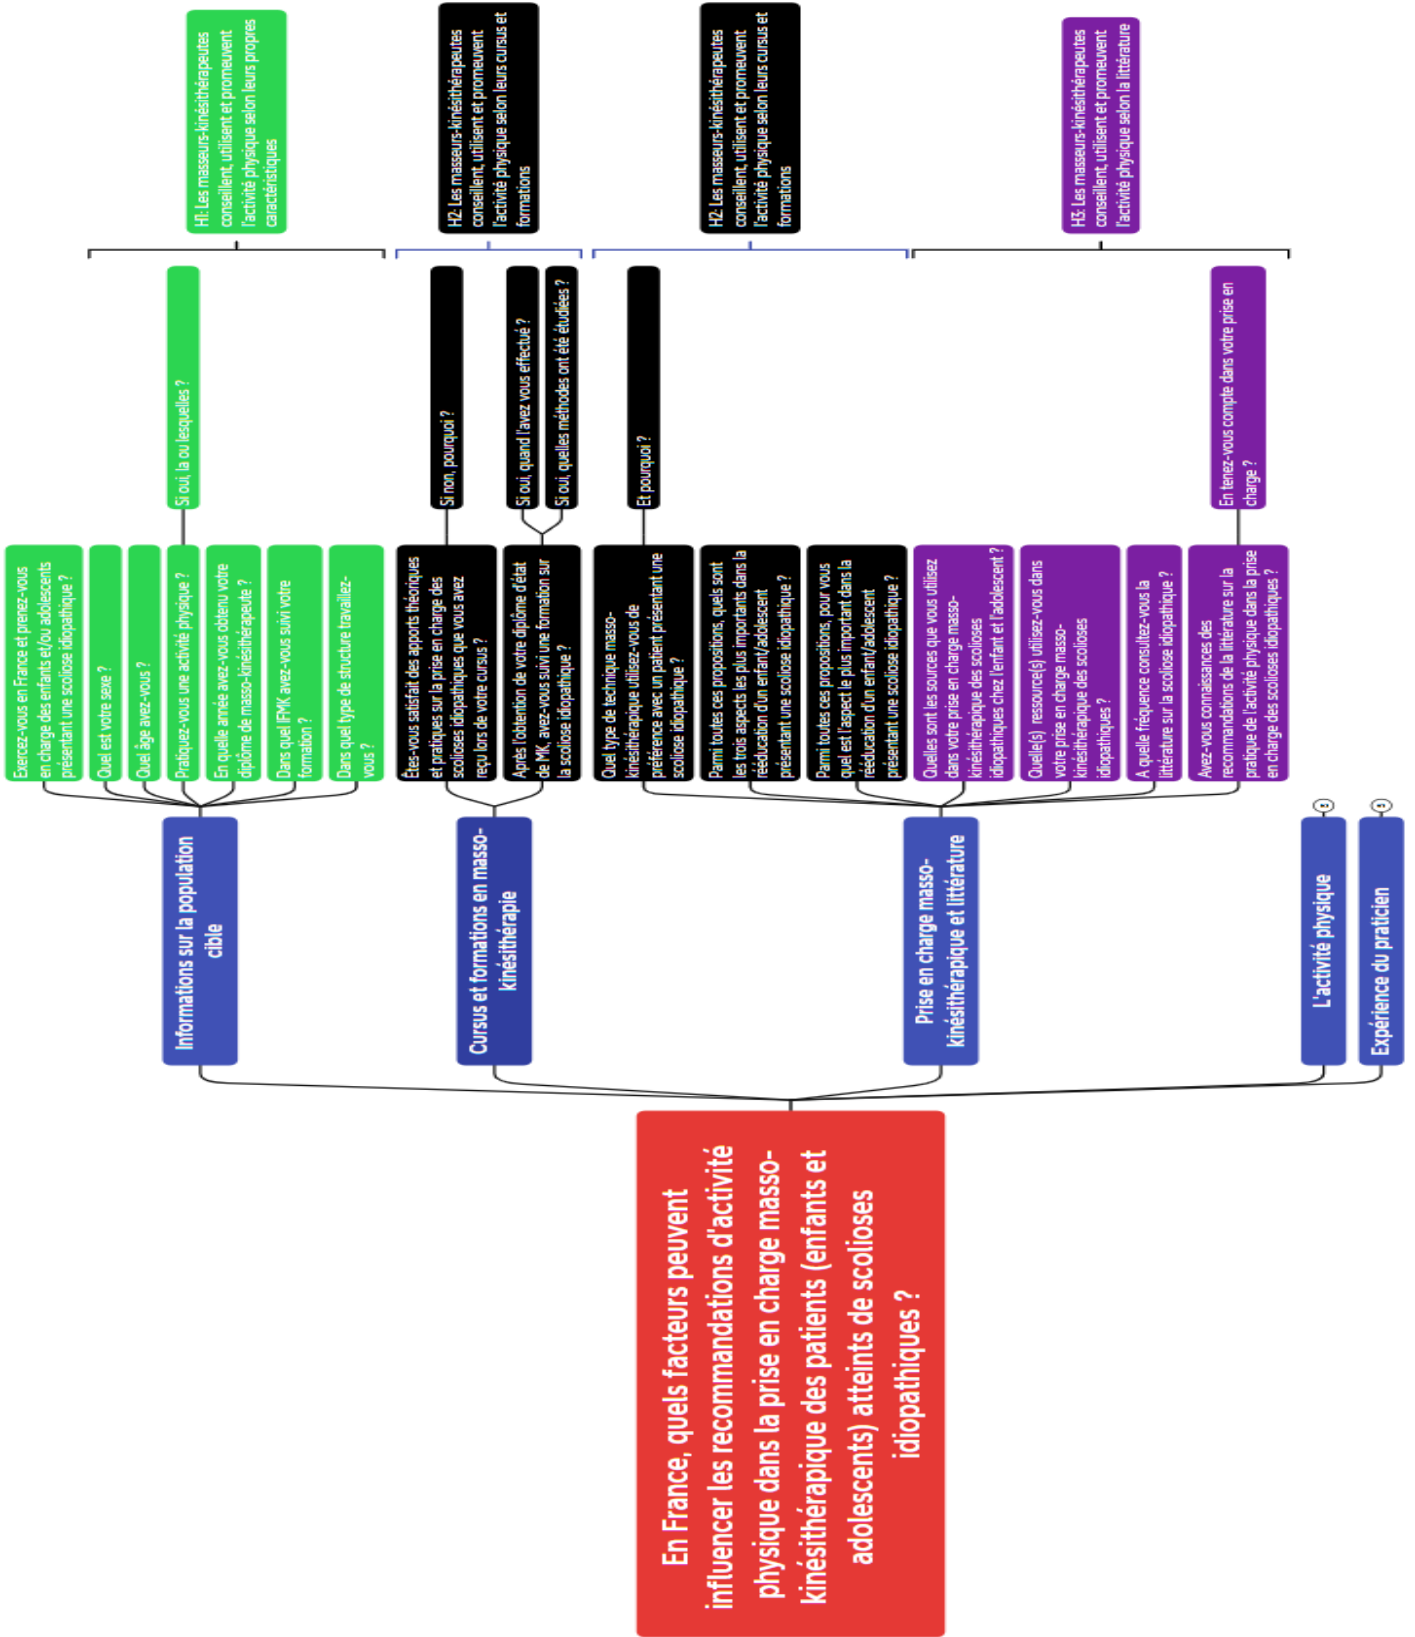 En France, quels facteurs peuvent
influencer les recommandations d'activité
physique dans la prise en charge masso-
kinésithérapique des patients (enfants et
adolescents) atteints de scolioses
idiopathiques ?
Informations sur la population
cible
Exercez-vous en France et prenez-vous
en charge des enfants et/ou adolescents
présentant une scoliose idiopathique ?
Quel est votre sexe ?
Quel âge avez-vous ?
Pratiquez-vous une activité physique ?
Si oui, la ou lesquelles ?
En quelle année avez-vous obtenu votre
diplôme de masso-kinésithérapeute ?
Dans quel IFMK avez-vous suivi votre
formation ?
Dans quel type de structure travaillez-
vous ?
H1: Les masseurs-kinésithérapeutes
conseillent, utilisent et promeuvent
l'activité physique selon leurs propres
caractéristiques
Cursus et formations en masso-
kinésithérapie
Êtes-vous satisfait des apports théoriques
et pratiques sur la prise en charge des
scolioses idiopathiques que vous avez
reçu lors de votre cursus ?
Si non, pourquoi ?
Après l'obtention de votre diplôme d'état
de MK, avez-vous suivi une formation sur
la scoliose idiopathique ?
Si oui, quand l'avez vous effectué ?
Si oui, quelles méthodes ont été étudiées ?
H2: Les masseurs-kinésithérapeutes
conseillent, utilisent et promeuvent
l'activité physique selon leurs cursus et
formations
Prise en charge masso-
kinésithérapique et littérature
Quel type de technique masso-
kinésithérapique utilisez-vous de
préférence avec un patient présentant une
scoliose idiopathique ?
Et pourquoi ?
Parmi toutes ces propositions, quels sont
les trois aspects les plus importants dans la
rééducation d'un enfant/adolescent
présentant une scoliose idiopathique ?
Parmi toutes ces propositions, pour vous
quel est l'aspect le plus important dans la
rééducation d'un enfant/adolescent
présentant une scoliose idiopathique ?
H2: Les masseurs-kinésithérapeutes
conseillent, utilisent et promeuvent
l'activité physique selon leurs cursus et
formations
Quelles sont les sources que vous utilisez
dans votre prise en charge masso-
kinésithérapique des scolioses
idiopathiques chez l'enfant et l'adolescent ?
Quelle(s) ressource(s) utilisez-vous dans
votre prise en charge masso-
kinésithérapique des scolioses
idiopathiques ?
A quelle fréquence consultez-vous la
littérature sur la scoliose idiopathique ?
Avez-vous connaissances des
recommandations de la littérature sur la
pratique de l'activité physique dans la prise
en charge des scolioses idiopathiques ?
En tenez-vous compte dans votre prise en
charge ?
H3: Les masseurs-kinésithérapeutes
conseillent, utilisent et promeuvent
l'activité physique selon la littérature
L'activité physique
Expérience du praticien